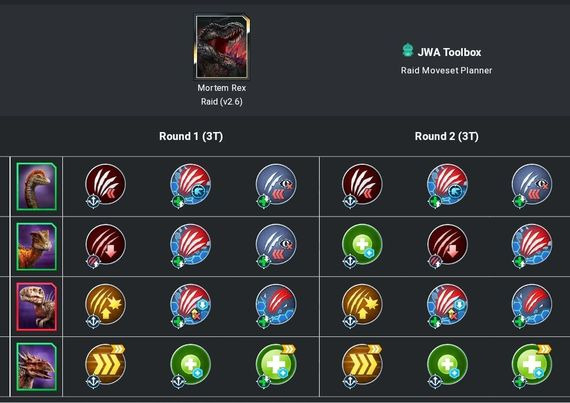 Mortem Rex
Raid (v2.6)
JWA Toolbox
Raid Moveset Planner
Round 1 (3T)
Round 2 (3T)